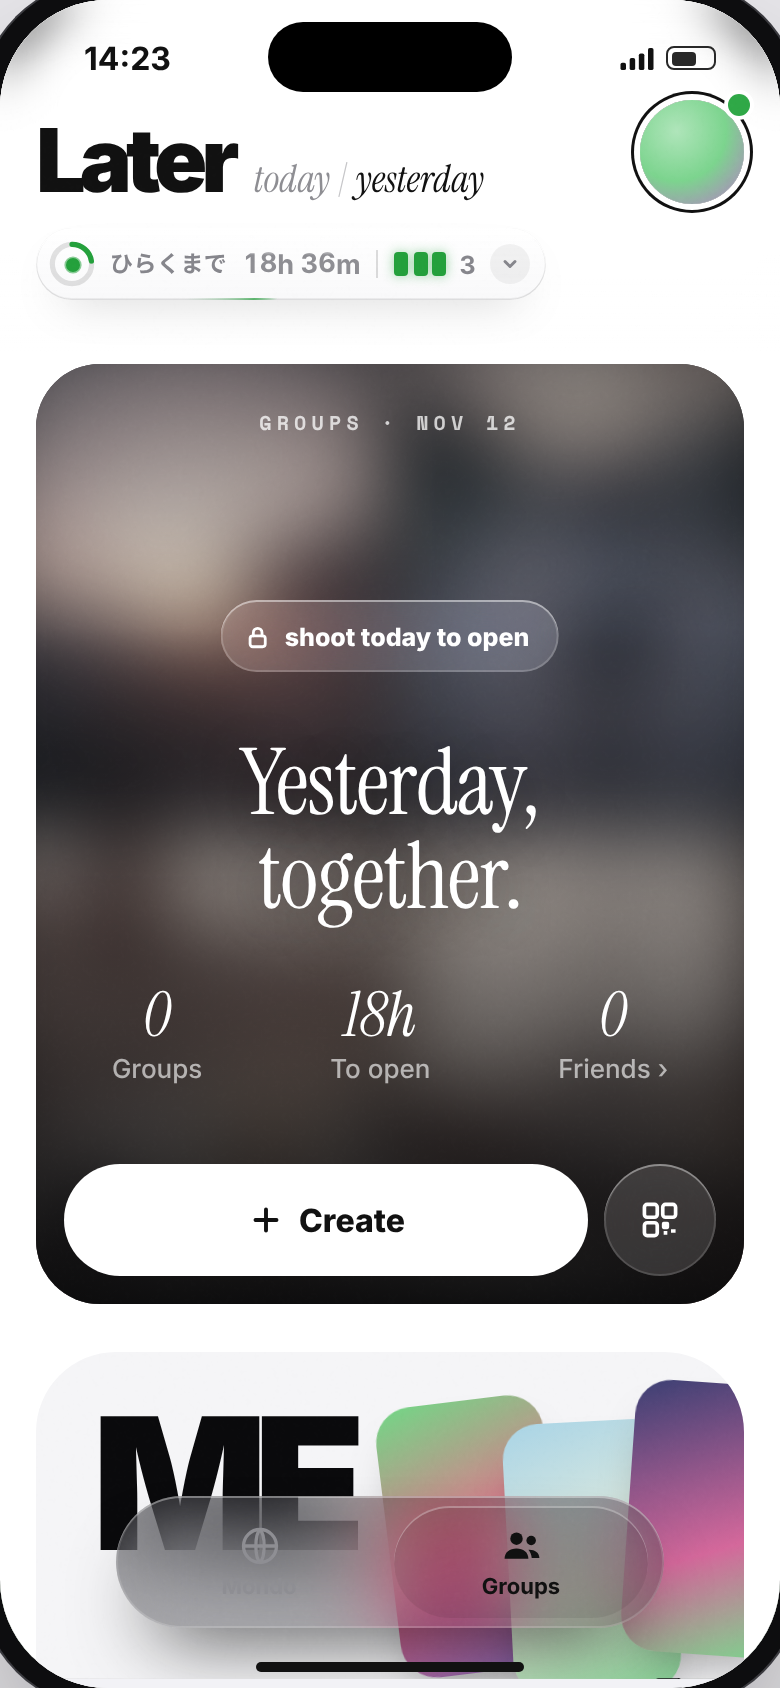 14:23
Later today / yesterday
ひらくまで 18h 36m 3
GROUPS · NOV 12
shoot today to open
Yesterday,
together.
0 18h 0
Groups To open Friends ›
+ Create
ME
Mondo Groups